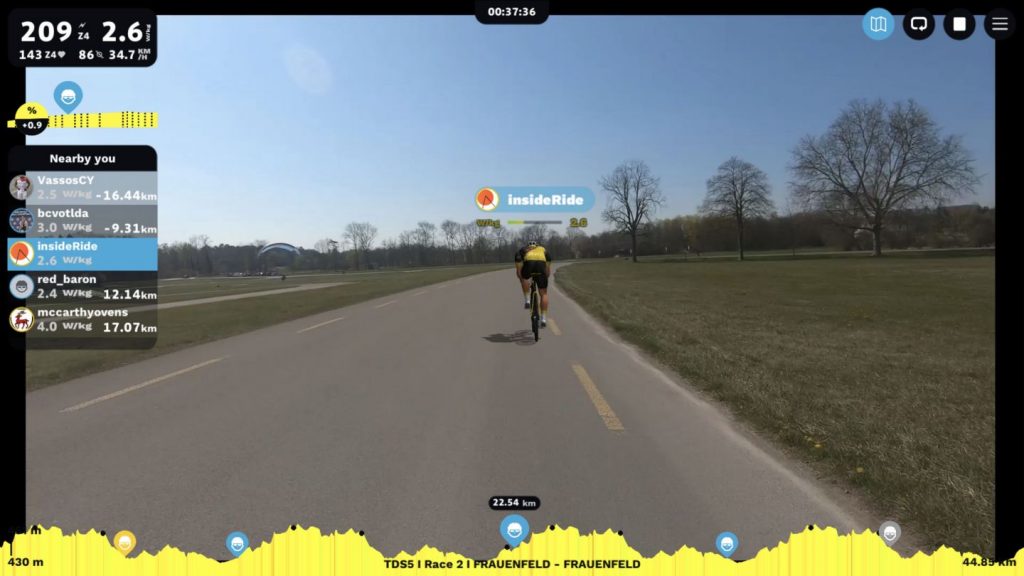 00:37:36
209 Z4 2.6 W/kg
143 Z4 86 34.7 KM/H
%
+0.9
Nearby you
VassosCY
2.5 W/kg -16.44km
bcvotlda
3.0 W/kg -9.31km
insideRide
2.6 W/kg
red_baron
2.4 W/kg 12.14km
mccarthyovens
4.0 W/kg 17.07km
insideRide
W/kg 2.6
22.54 km
430 m
TDS5 I Race 2 I FRAUENFELD - FRAUENFELD
44.85 km